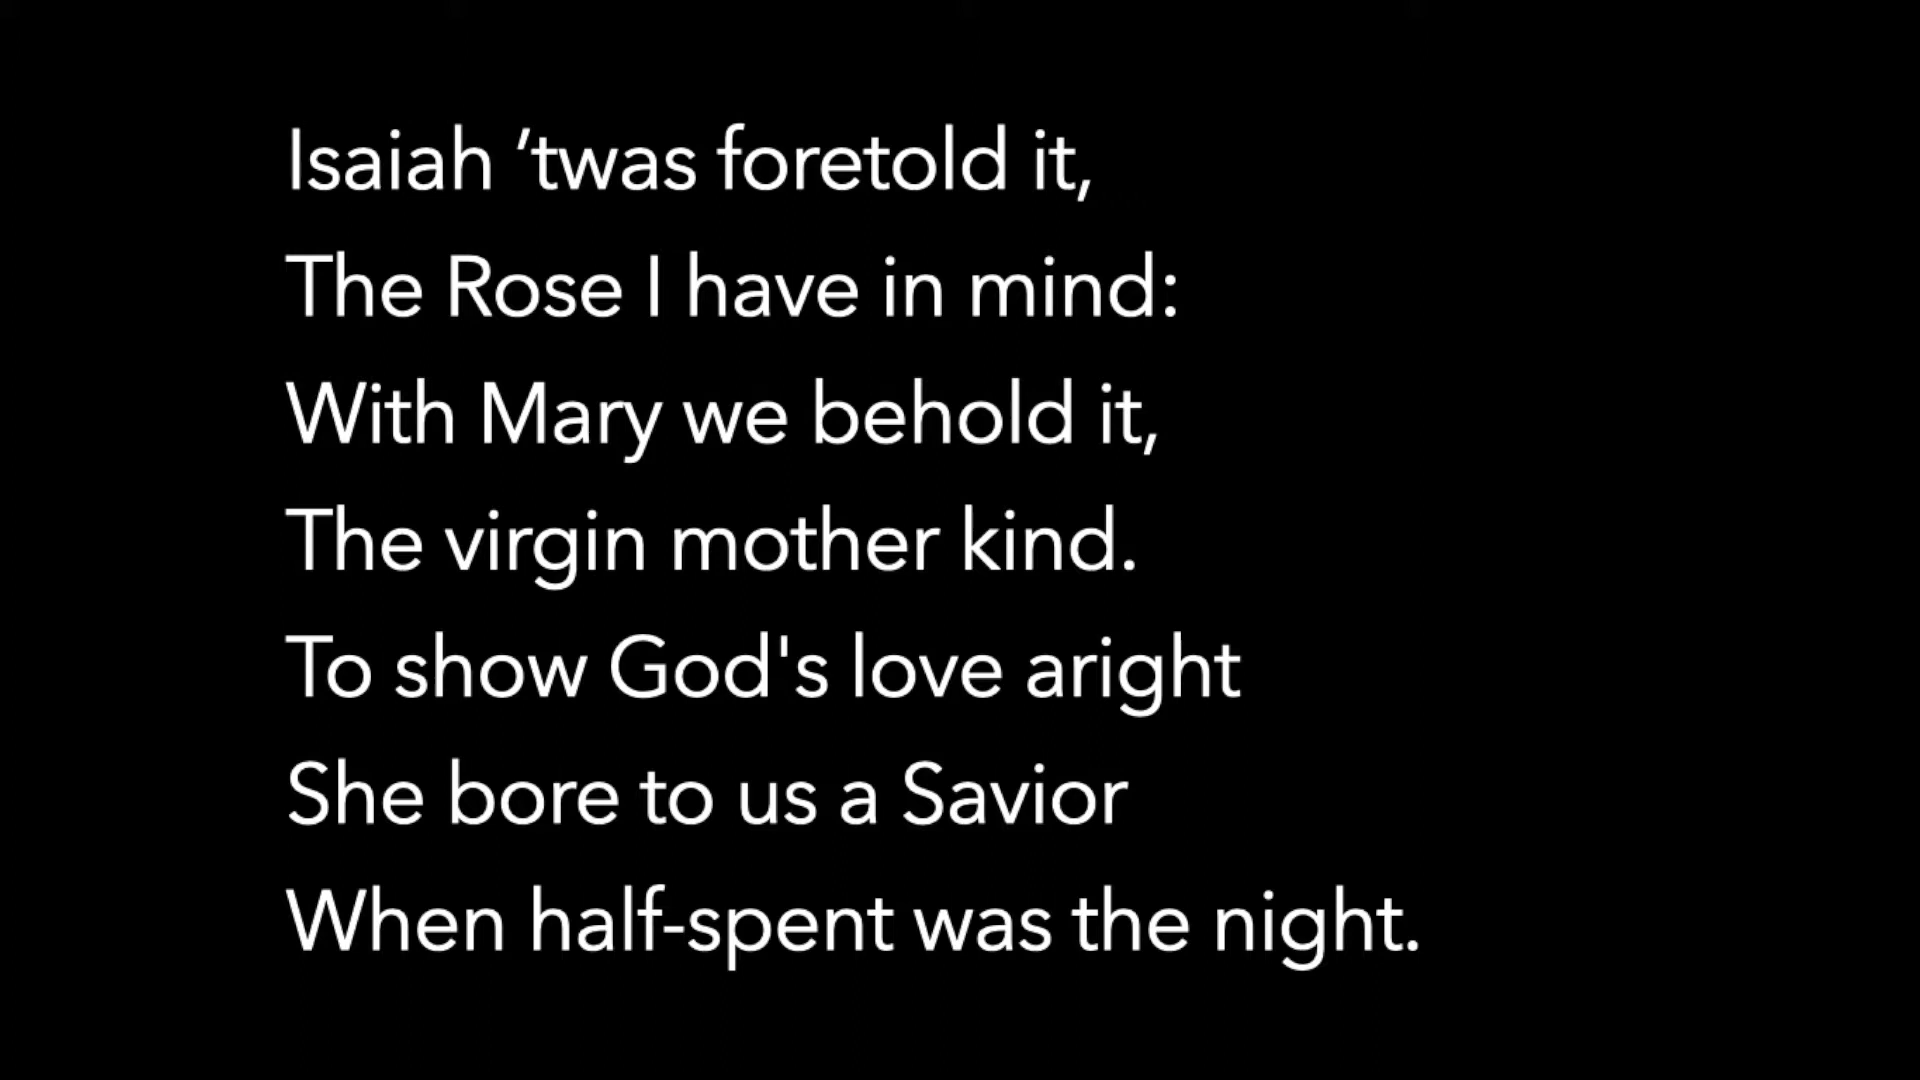 Isaiah ’twas foretold it,
The Rose I have in mind:
With Mary we behold it,
The virgin mother kind.
To show God's love aright
She bore to us a Savior
When half-spent was the night.